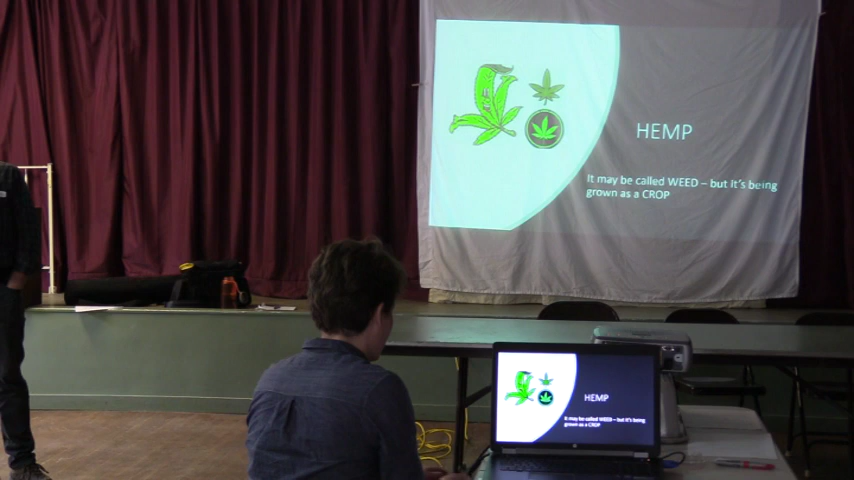 HEMP
It may be called WEED – but it's being
grown as a CROP
HEMP
It may be called WEED – but it's being
grown as a CROP